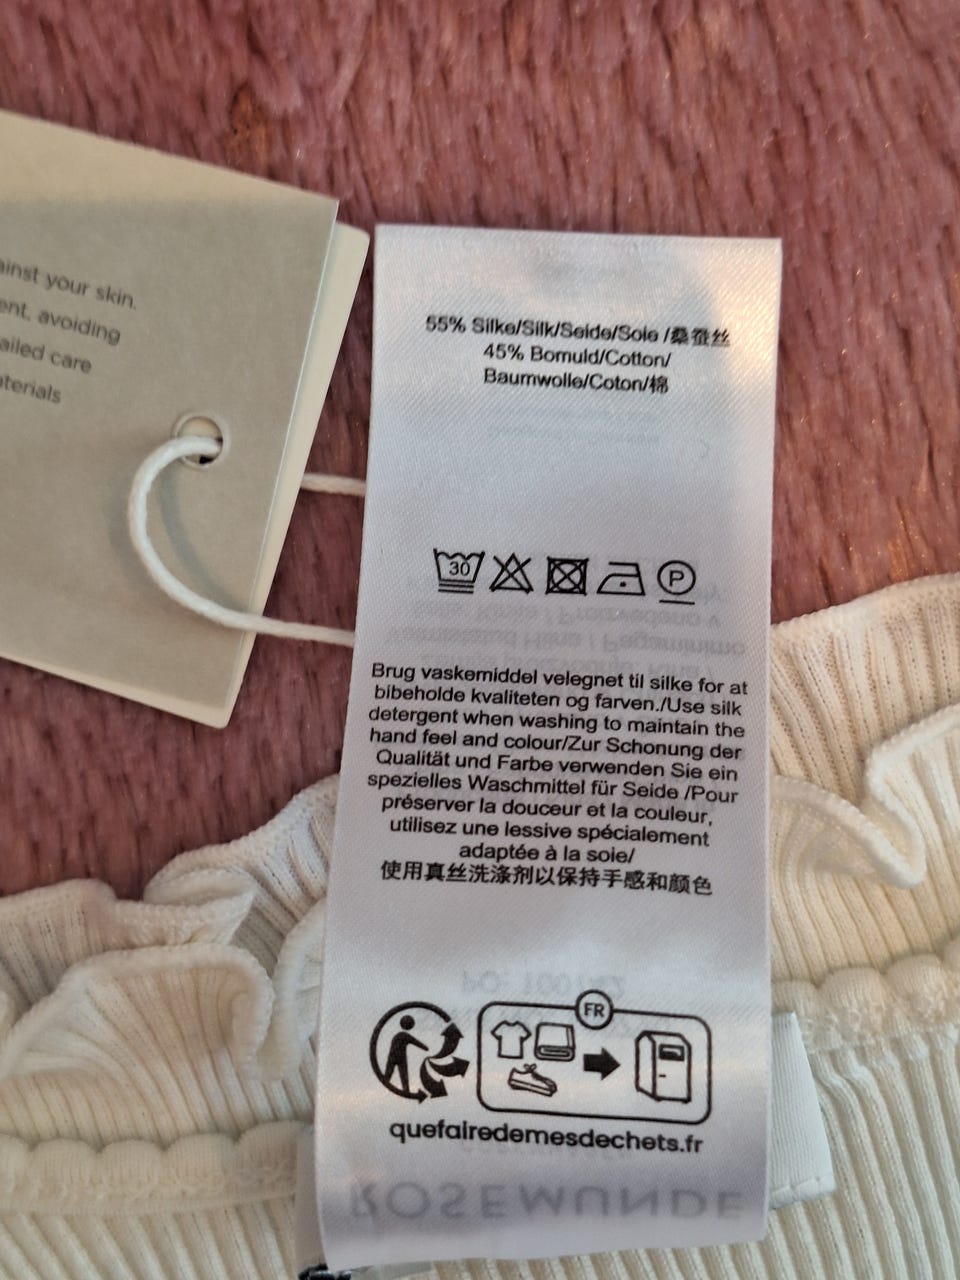 ainst your skin.
ent, avoiding
ailed care
aterials
55% Silke/Silk/Seide/Soie /桑蚕丝
45% Bomuld/Cotton/
Baumwolle/Coton/棉
30
P
Brug vaskemiddel velegnet til silke for at
bibeholde kvaliteten og farven./Use silk
detergent when washing to maintain the
hand feel and colour/Zur Schonung der
Qualität und Farbe verwenden Sie ein
spezielles Waschmittel für Seide /Pour
préserver la douceur et la couleur,
utilisez une lessive spécialement
adaptée à la soie/
使用真丝洗涤剂以保持手感和颜色
FR
quefairedemesdechets.fr
ROSEMUNDE